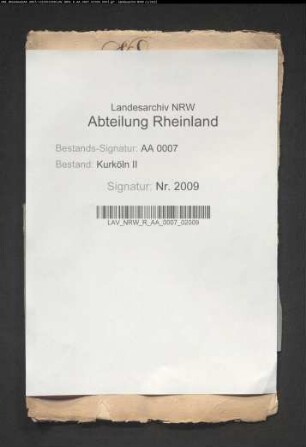 Landesarchiv NRW
Abteilung Rheinland
Bestands-Signatur: AA 0007
Bestand: Kurköln II
Signatur: Nr. 2009
LAV_NRW_R_AA_0007_02009